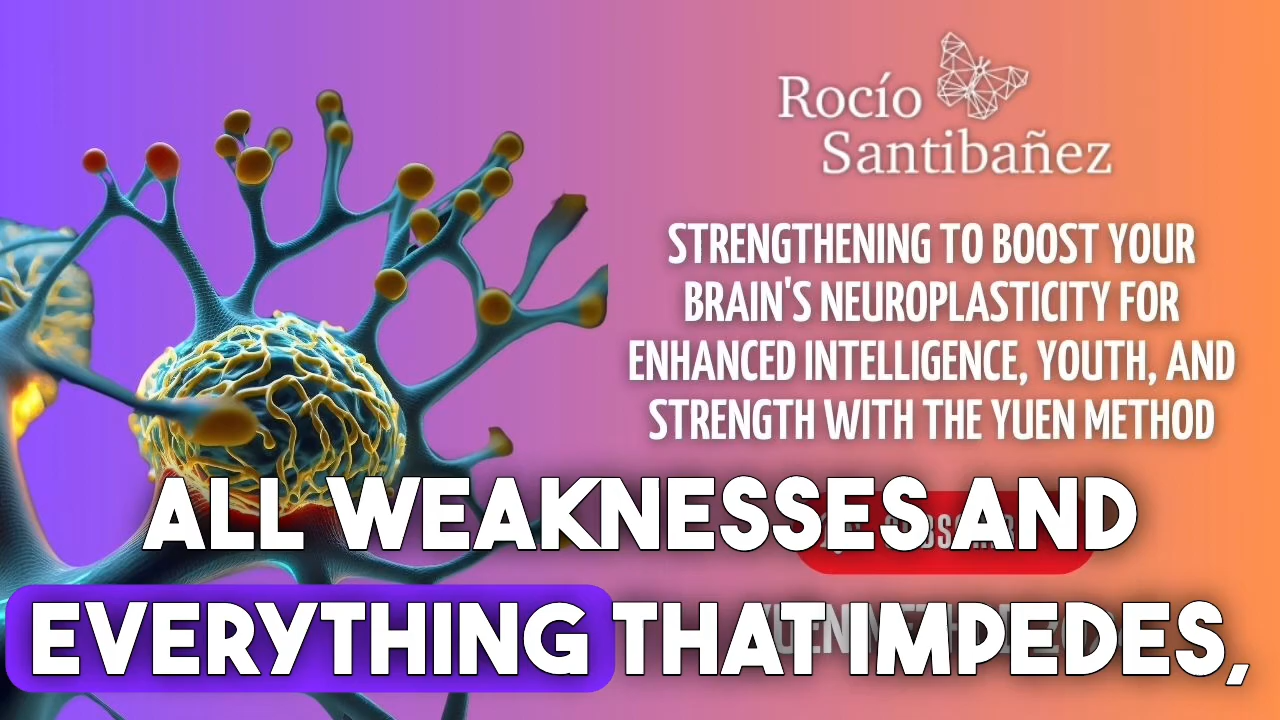 Rocío
Santibañez
STRENGTHENING TO BOOST YOUR
BRAIN'S NEUROPLASTICITY FOR
ENHANCED INTELLIGENCE, YOUTH, AND
STRENGTH WITH THE YUEN METHOD
ALL WEAKNESSES AND
EVERYTHING THAT IMPEDES,